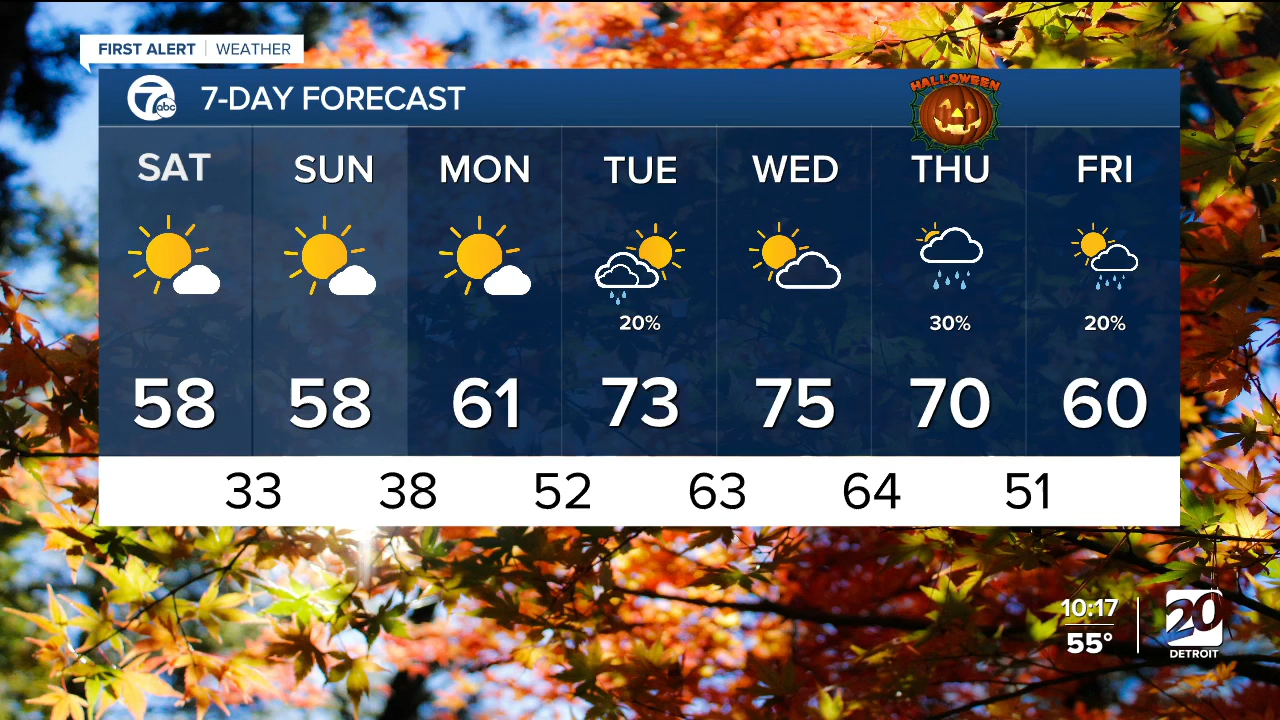 FIRST ALERT | WEATHER
7 abc 7-DAY FORECAST
HALLOWEEN
SAT SUN MON TUE WED THU FRI
20% 30% 20%
58 58 61 73 75 70 60
33 38 52 63 64 51
10:17
55°
20
DETROIT